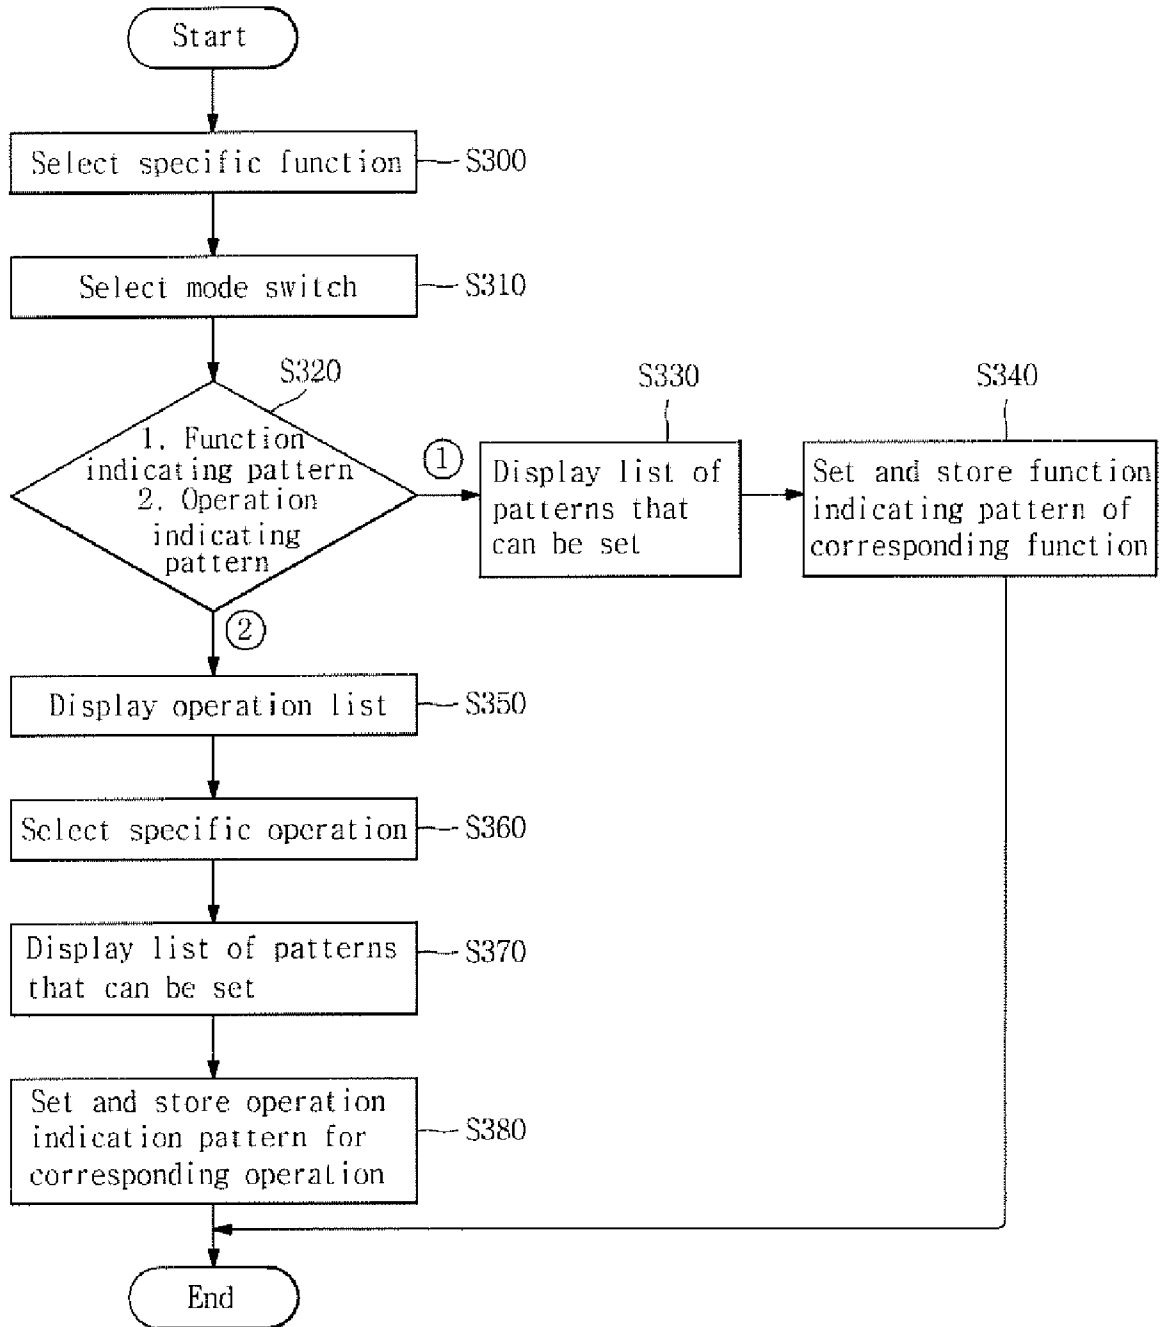 Start
Select specific function
S300
Select mode switch
S310
S320
1. Function
indicating pattern
2. Operation
indicating
pattern
①
S330
Display list of
patterns that
can be set
S340
Set and store function
indicating pattern of
corresponding function
②
Display operation list
S350
Select specific operation
S360
Display list of patterns
that can be set
S370
Set and store operation
indication pattern for
corresponding operation
S380
End